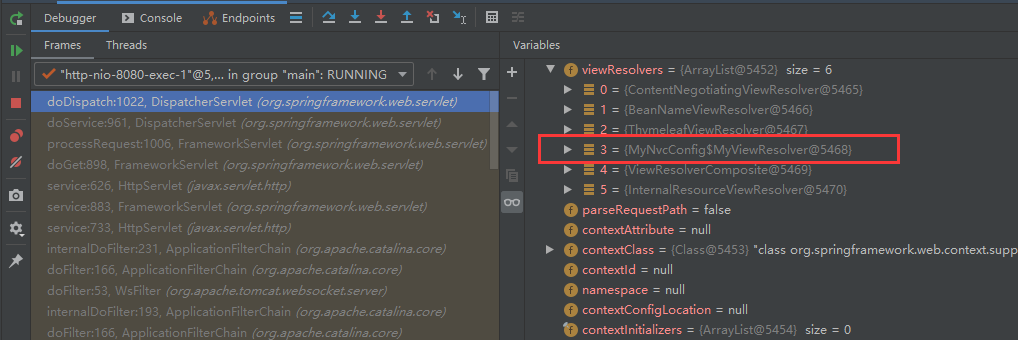 Debugger Console Endpoints
Frames Threads
"http-nio-8080-exec-1"@5,... in group "main": RUNNING
doDispatch:1022, DispatcherServlet (org.springframework.web.servlet)
doService:961, DispatcherServlet (org.springframework.web.servlet)
processRequest:1006, FrameworkServlet (org.springframework.web.servlet)
doGet:898, FrameworkServlet (org.springframework.web.servlet)
service:626, HttpServlet (javax.servlet.http)
service:883, FrameworkServlet (org.springframework.web.servlet)
service:733, HttpServlet (javax.servlet.http)
internalDoFilter:231, ApplicationFilterChain (org.apache.catalina.core)
doFilter:166, ApplicationFilterChain (org.apache.catalina.core)
doFilter:53, WsFilter (org.apache.tomcat.websocket.server)
internalDoFilter:193, ApplicationFilterChain (org.apache.catalina.core)
doFilter:166, ApplicationFilterChain (org.apache.catalina.core)
Variables
viewResolvers = {ArrayList@5452} size = 6
0 = {ContentNegotiatingViewResolver@5465}
1 = {BeanNameViewResolver@5466}
2 = {ThymeleafViewResolver@5467}
3 = {MyNvcConfig$MyViewResolver@5468}
4 = {ViewResolverComposite@5469}
5 = {InternalResourceViewResolver@5470}
parseRequestPath = false
contextAttribute = null
contextClass = {Class@5453} "class org.springframework.web.context.supp
contextId = null
namespace = null
contextConfigLocation = null
contextInitializers = {ArrayList@5454} size = 0